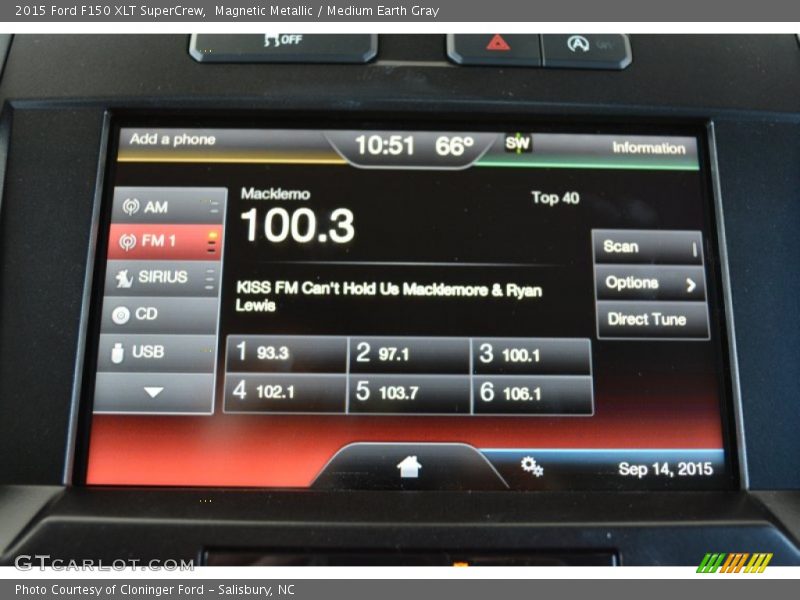 2015 Ford F150 XLT SuperCrew, Magnetic Metallic / Medium Earth Gray
OFF
Add a phone
10:51 66°
SW
Information
Macklemo
Top 40
100.3
AM
FM 1
SIRIUS
CD
USB
KISS FM Can't Hold Us Macklemore & Ryan
Lewis
Scan
Options
Direct Tune
1 93.3
2 97.1
3 100.1
4 102.1
5 103.7
6 106.1
Sep 14, 2015
GTCARLOT.COM
Photo Courtesy of Cloninger Ford - Salisbury, NC